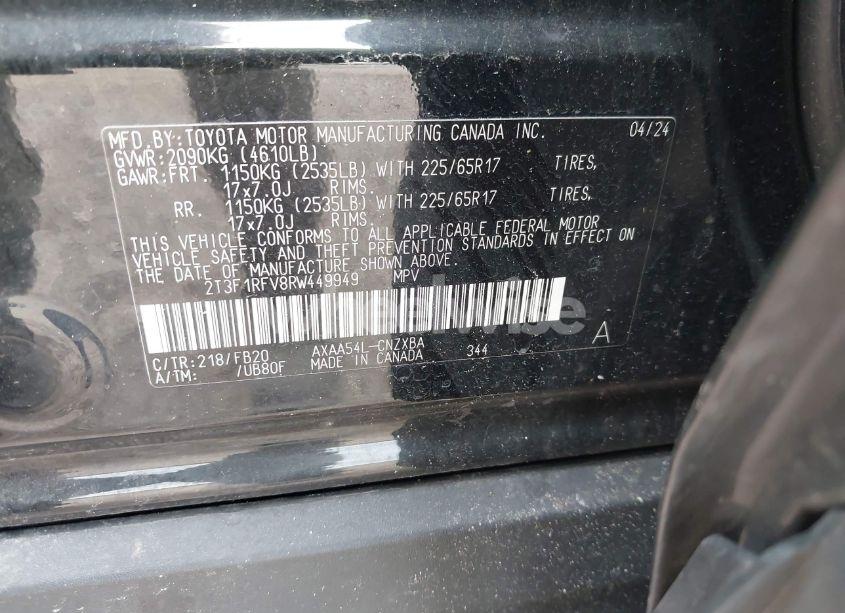 MFD.BY:TOYOTA MOTOR MANUFACTURING CANADA INC. 04/24
GVWR:2090KG (4610LB)
GAWR:FRT. 1150KG (2535LB) WITH 225/65R17 TIRES,
17x7.0J RIMS.
RR. 1150KG (2535LB) WITH 225/65R17 TIRES,
17x7.0J RIMS.
THIS VEHICLE CONFORMS TO ALL APPLICABLE FEDERAL MOTOR
VEHICLE SAFETY AND THEFT PREVENTION STANDARDS IN EFFECT ON
THE DATE OF MANUFACTURE SHOWN ABOVE.
2T3F1RFV8RW449949 MPV
C/TR:218/FB20 AXAA54L-CNZXBA 344 A
A/TM: /UB80F MADE IN CANADA